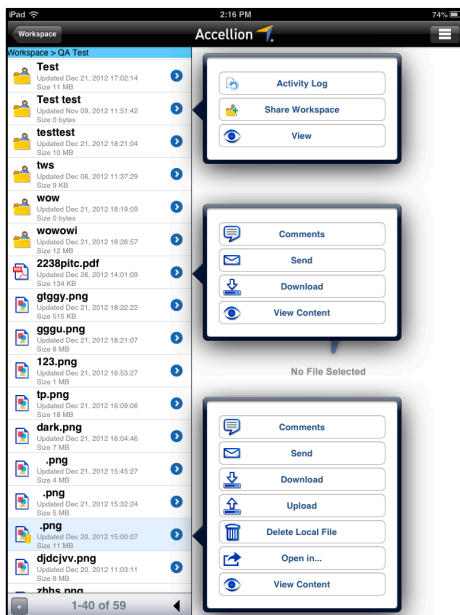 iPad 2:16 PM 74%
Workspace Accellion
Workspace > QA Test
Test
Updated Dec 21, 2012 17:02:14
Size 11 MB
Test test
Updated Nov 09, 2012 11:51:42
Size 0 bytes
testtest
Updated Dec 21, 2012 18:21:04
Size 10 MB
tws
Updated Dec 06, 2012 11:37:29
Size 9 KB
wow
Updated Dec 21, 2012 18:19:09
Size 0 bytes
wowowi
Updated Dec 21, 2012 18:26:57
Size 12 MB
2238pitc.pdf
Updated Dec 26, 2012 14:01:09
Size 134 KB
gtggy.png
Updated Dec 21, 2012 18:22:22
Size 515 KB
gggu.png
Updated Dec 21, 2012 18:21:07
Size 8 MB
123.png
Updated Dec 21, 2012 16:53:27
Size 1 MB
tp.png
Updated Dec 21, 2012 16:09:06
Size 18 MB
dark.png
Updated Dec 21, 2012 16:04:46
Size 7 MB
.png
Updated Dec 21, 2012 15:45:27
Size 4 MB
.png
Updated Dec 21, 2012 15:32:24
Size 5 MB
.png
Updated Dec 20, 2012 15:00:07
Size 11 MB
djdcjvv.png
Updated Dec 20, 2012 11:03:11
Size 8 MB
zhhs.png
+ 1-40 of 59
Activity Log
Share Workspace
View
Comments
Send
Download
View Content
No File Selected
Comments
Send
Download
Upload
Delete Local File
Open in...
View Content